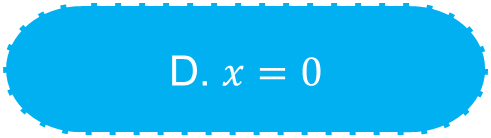 D. x = 0